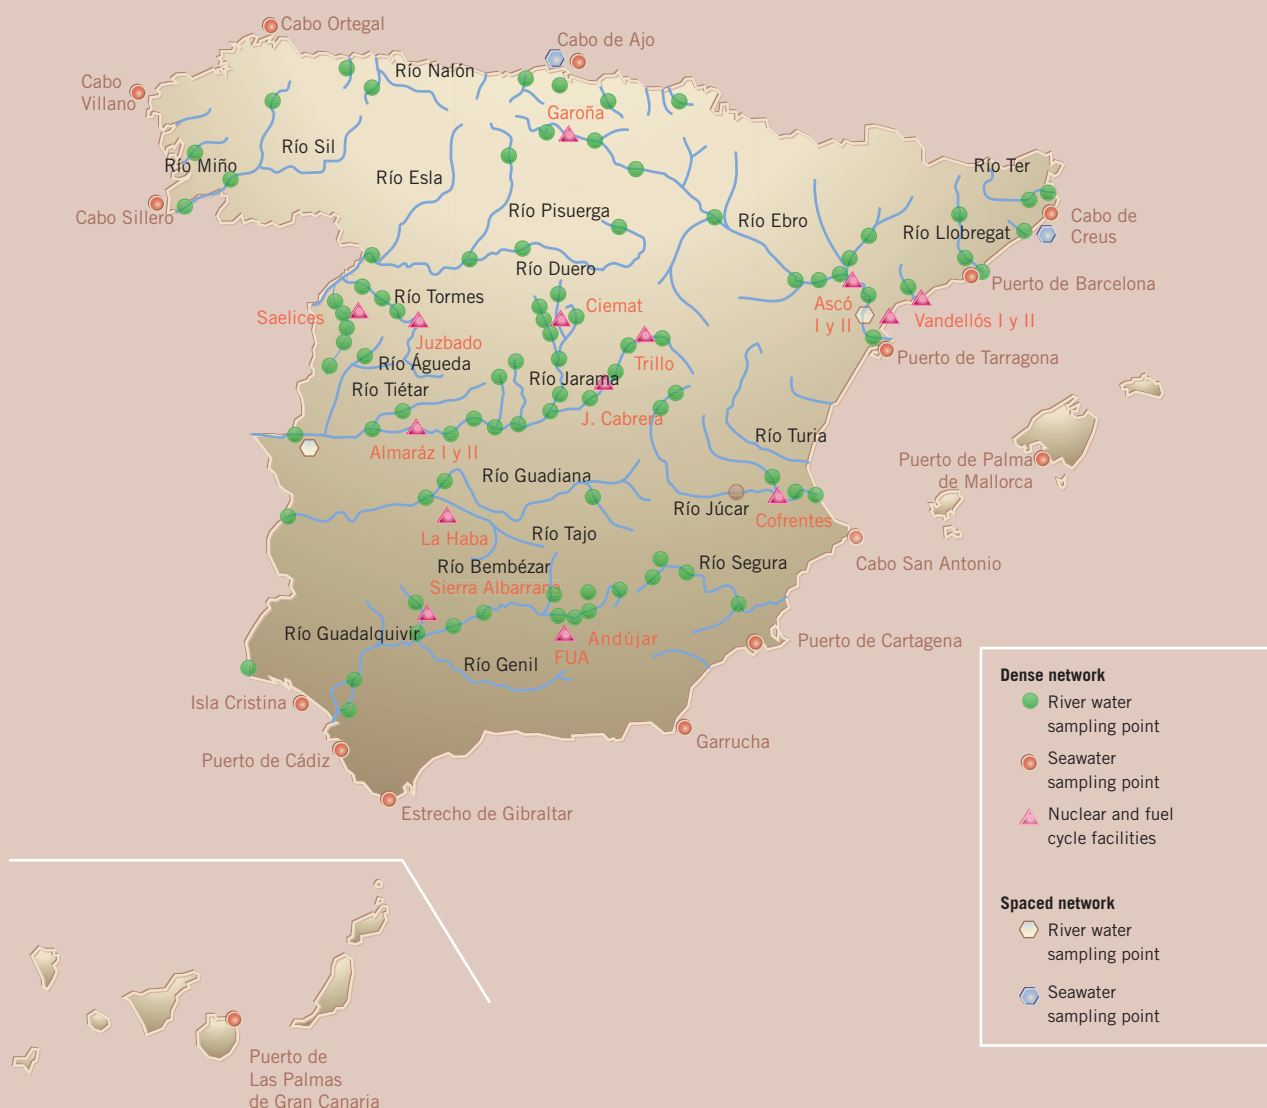 Cabo Ortegal
Cabo de Ajo
Cabo
Villano
Río Nalón
Garoña
Río Sil
Río Miño
Río Esla
Río Ter
Cabo Sillero
Río Pisuerga
Río Ebro
Río Llobregat
Cabo de
Creus
Río Duero
Puerto de Barcelona
Río Tormes
Saelices
Ciemat
Ascó
I y II
Vandellós I y II
Juzbado
Puerto de Tarragona
Río Águeda
Trillo
Río Jarama
Río Tiétar
J. Cabrera
Río Turia
Almaráz I y II
Puerto de Palma
de Mallorca
Río Guadiana
Río Júcar
Cofrentes
La Haba
Río Tajo
Cabo San Antonio
Río Bembézar
Río Segura
Sierra Albarrana
Río Guadalquivir
Andújar
FUA
Puerto de Cartagena
Río Genil
Isla Cristina
Garrucha
Puerto de Cádiz
Estrecho de Gibraltar
Dense network
River water
sampling point
Seawater
sampling point
Nuclear and fuel
cycle facilities
Spaced network
River water
sampling point
Seawater
sampling point
Puerto de
Las Palmas
de Gran Canaria